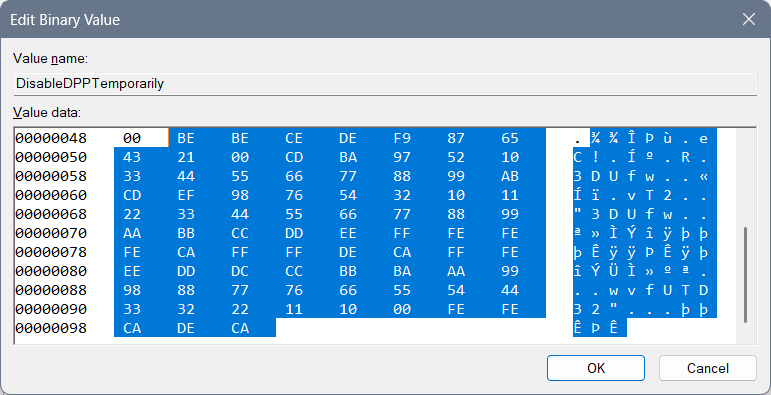 Edit Binary Value
Value name:
DisableDPPTemporarily
Value data:
00000048 00 BE BE CE DE F9 87 65 . ¾ ¾ Î Þ ù . e
00000050 43 21 00 CD BA 97 52 10 C ! . Í º . R .
00000058 33 44 55 66 77 88 99 AB 3 D U f w . . «
00000060 CD EF 98 76 54 32 10 11 Í ï . v T 2 . .
00000068 22 33 44 55 66 77 88 99 " 3 D U f w . .
00000070 AA BB CC DD EE FF FE FE ª » Ì Ý î ÿ þ þ
00000078 FE CA FF FF DE CA FF FE þ Ê ÿ ÿ Þ Ê ÿ þ
00000080 EE DD DC CC BB BA AA 99 î Ý Ü Ì » º ª .
00000088 98 88 77 76 66 55 54 44 . . w v f U T D
00000090 33 32 22 11 10 00 FE FE 3 2 " . . . þ þ
00000098 CA DE CA Ê Þ Ê
OK Cancel